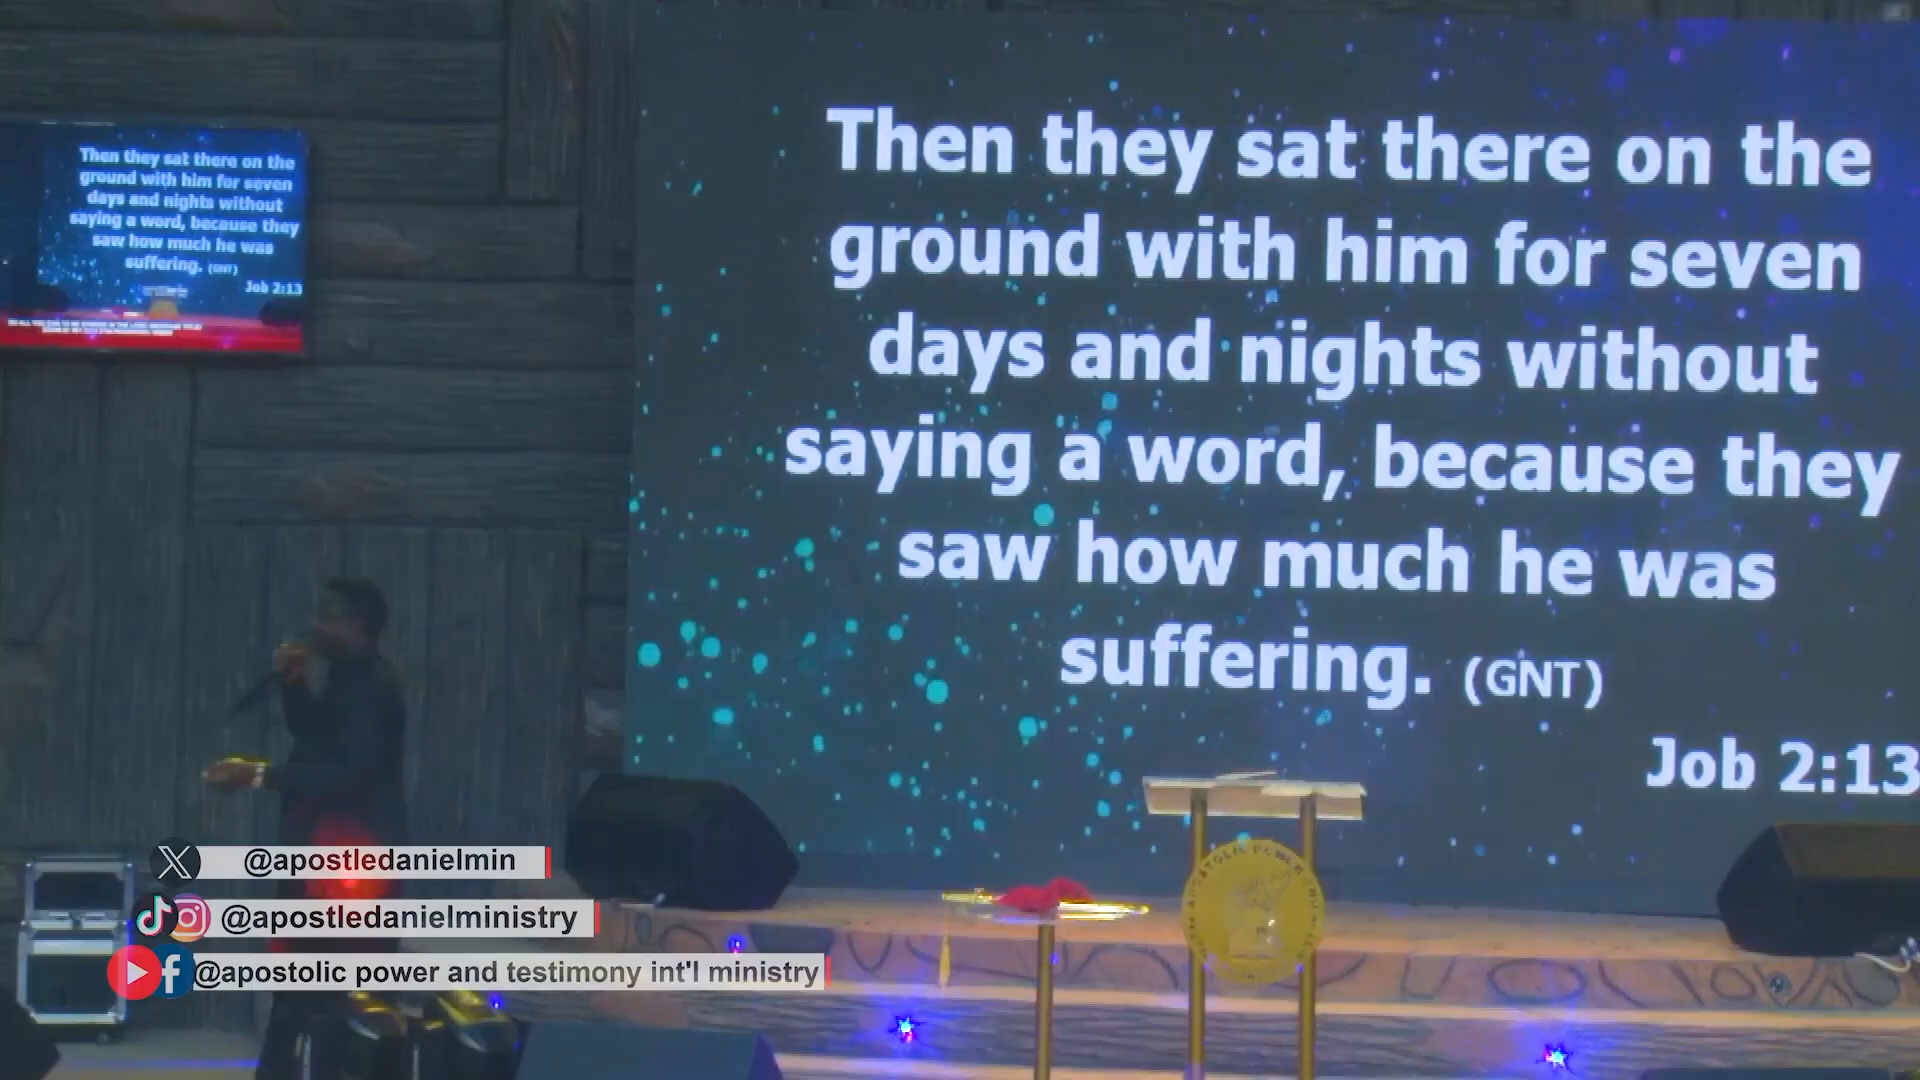 Then they sat there on the
ground with him for seven
days and nights without
saying a word, because they
saw how much he was
suffering. (GNT)
Job 2:13
Then they sat there on the
ground with him for seven
days and nights without
saying a word, because they
saw how much he was
suffering. (GNT)
Job 2:13
@apostledanielmin
@apostledanielministry
@apostolic power and testimony int'l ministry
APOSTOLIC POWER